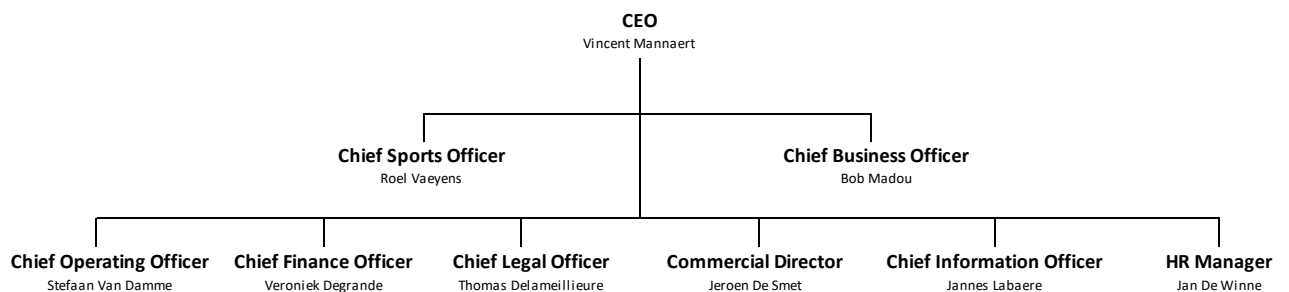 CEO
Vincent Mannaert
Chief Sports Officer
Roel Vaeyens
Chief Business Officer
Bob Madou
Chief Operating Officer
Stefaan Van Damme
Chief Finance Officer
Veroniek Degrande
Chief Legal Officer
Thomas Delameillieure
Commercial Director
Jeroen De Smet
Chief Information Officer
Jannes Labaere
HR Manager
Jan De Winne